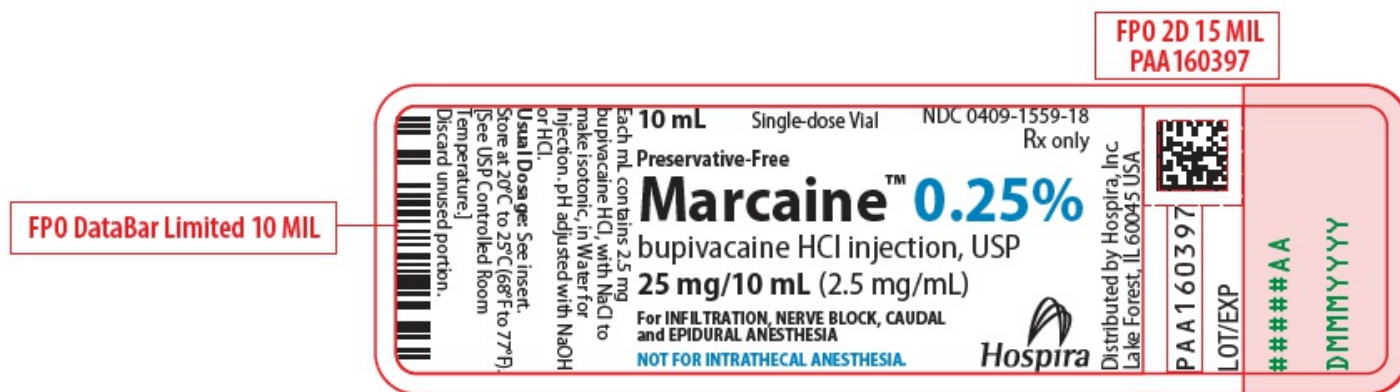 FPO 2D 15 MIL
PAA160397
FPO DataBar Limited 10 MIL
Each mL contains 2.5 mg
bupivacaine HCl, with NaCl to
make isotonic, in Water for
Injection. pH adjusted with NaOH
or HCl.
Usual Dosage: See insert.
Store at 20°C to 25°C (68°F to 77°F).
[See USP Controlled Room
Temperature.]
Discard unused portion.
10 mL Single-dose Vial NDC 0409-1559-18
Rx only
Preservative-Free
Marcaine™ 0.25%
bupivacaine HCl injection, USP
25 mg/10 mL (2.5 mg/mL)
For INFILTRATION, NERVE BLOCK, CAUDAL
and EPIDURAL ANESTHESIA
NOT FOR INTRATHECAL ANESTHESIA.
Hospira
Distributed by Hospira, Inc.
Lake Forest, IL 60045 USA
PAA160397
LOT/EXP
#####AA
DMMMYYYY